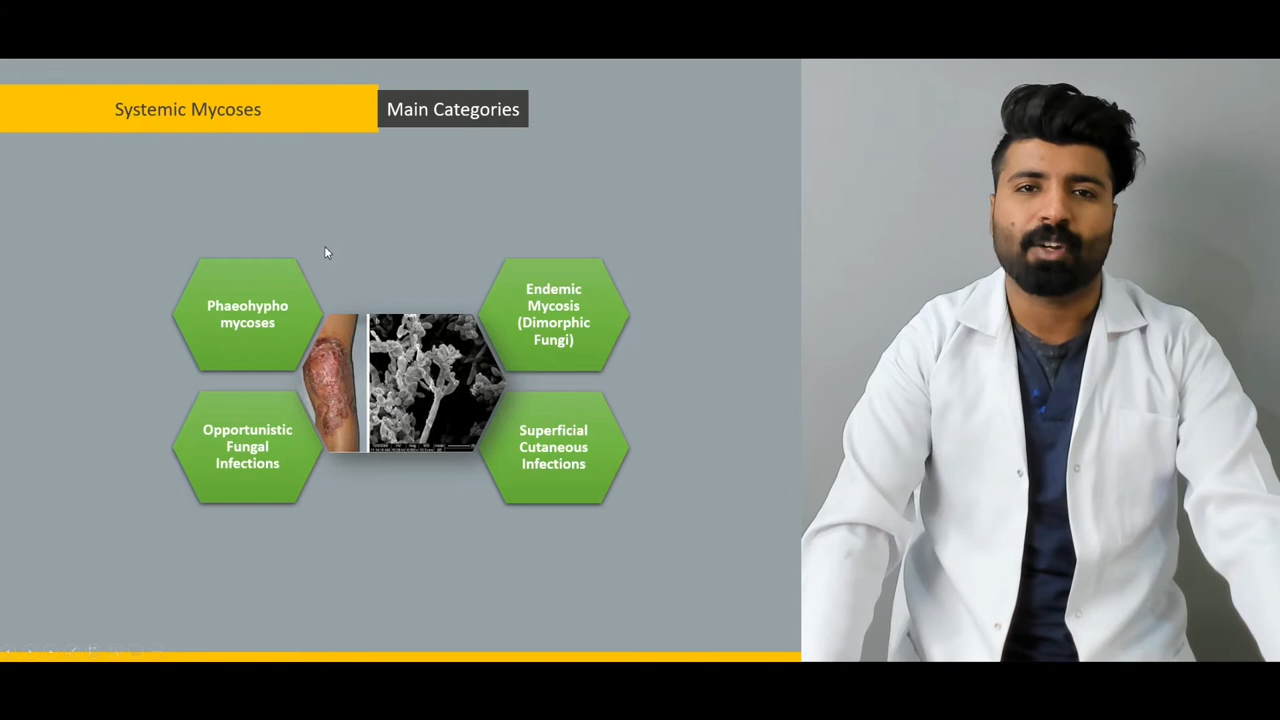 Systemic Mycoses
Main Categories
Phaeohypho
mycoses
Endemic
Mycosis
(Dimorphic
Fungi)
Opportunistic
Fungal
Infections
Superficial
Cutaneous
Infections